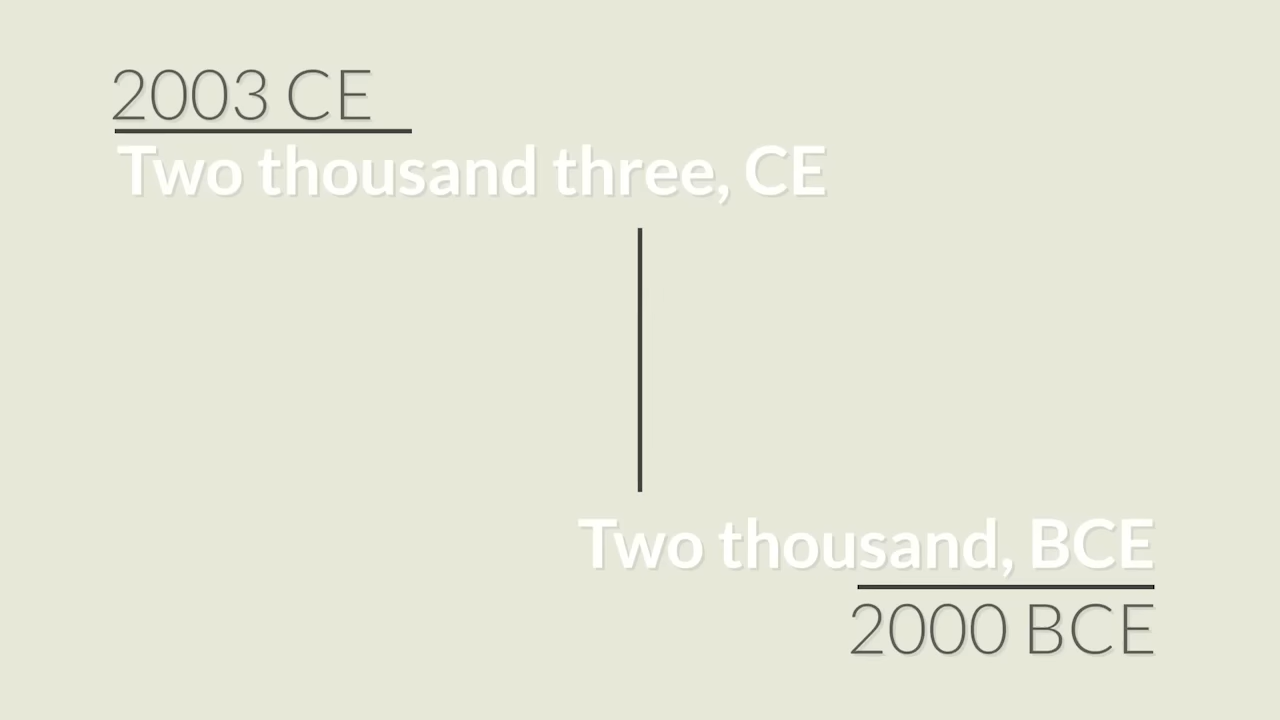 2003 CE
Two thousand three, CE
Two thousand, BCE
2000 BCE